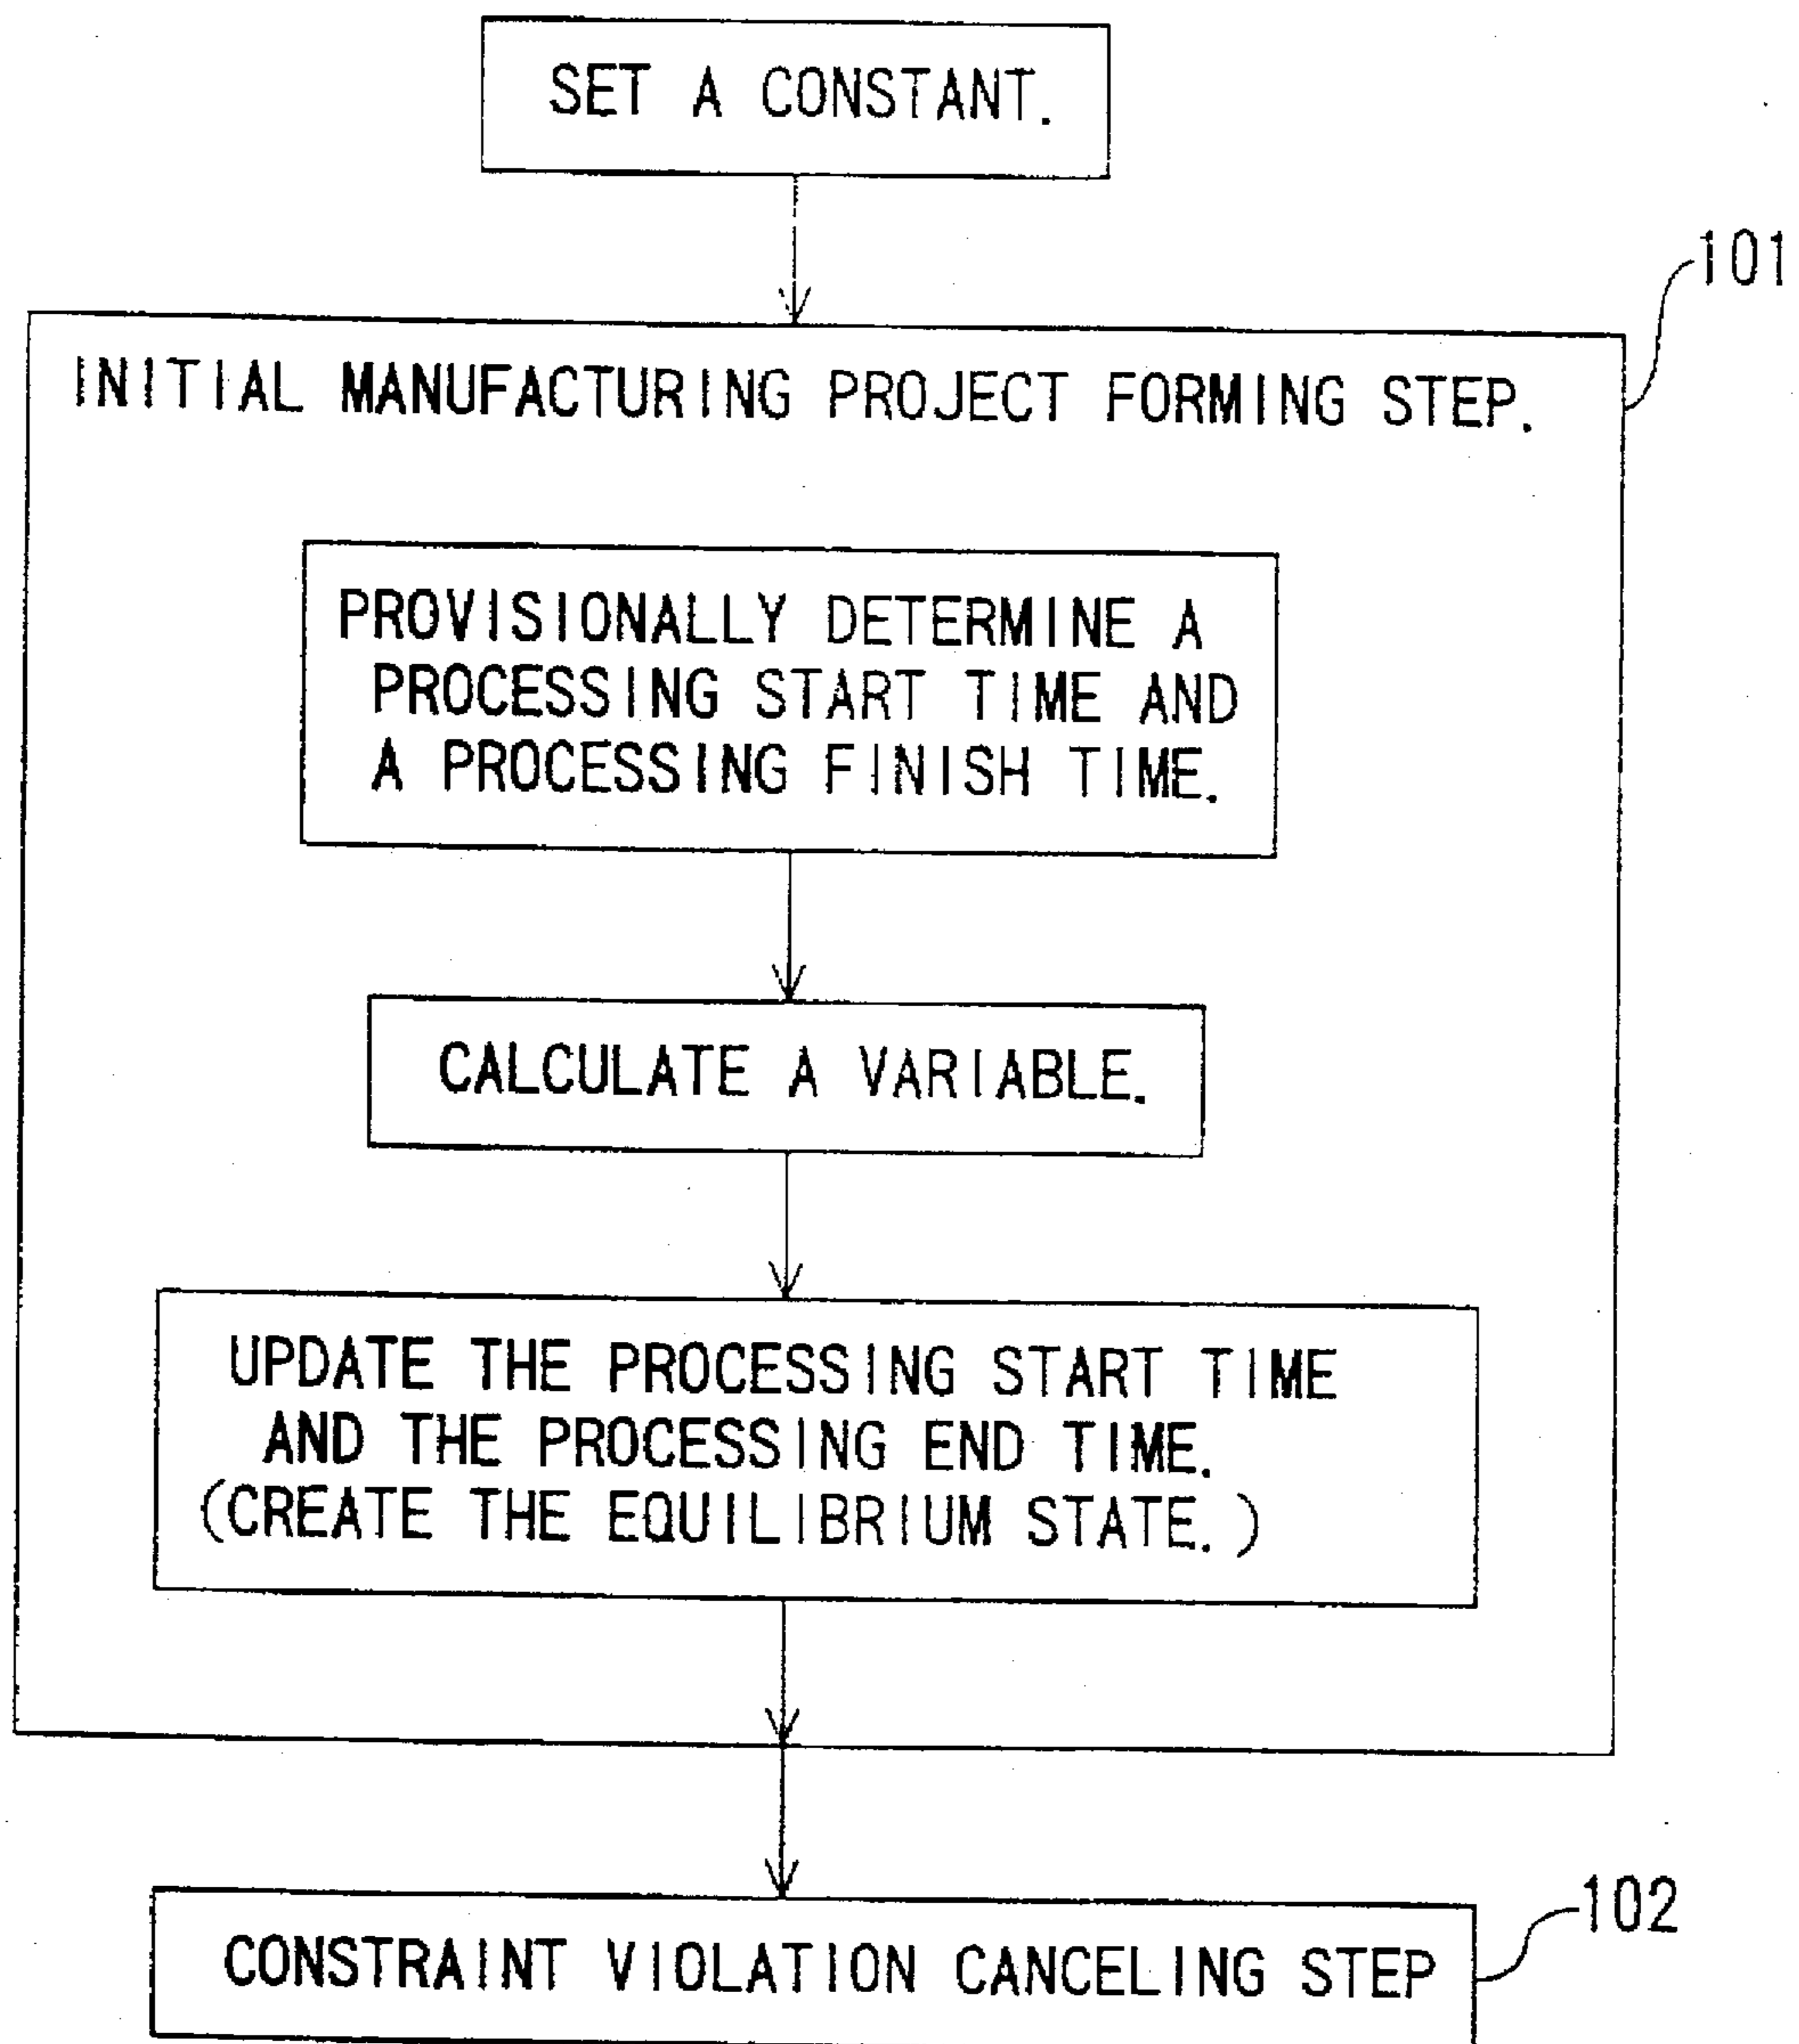 SET A CONSTANT.
101
INITIAL MANUFACTURING PROJECT FORMING STEP.
PROVISIONALLY DETERMINE A
PROCESSING START TIME AND
A PROCESSING FINISH TIME.
CALCULATE A VARIABLE.
UPDATE THE PROCESSING START TIME
AND THE PROCESSING END TIME.
(CREATE THE EQUILIBRIUM STATE.)
102
CONSTRAINT VIOLATION CANCELING STEP